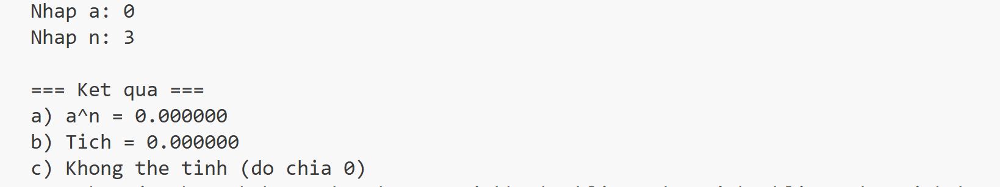 Nhap a: 0
Nhap n: 3
=== Ket qua ===
a) a^n = 0.000000
b) Tich = 0.000000
c) Khong the tinh (do chia 0)